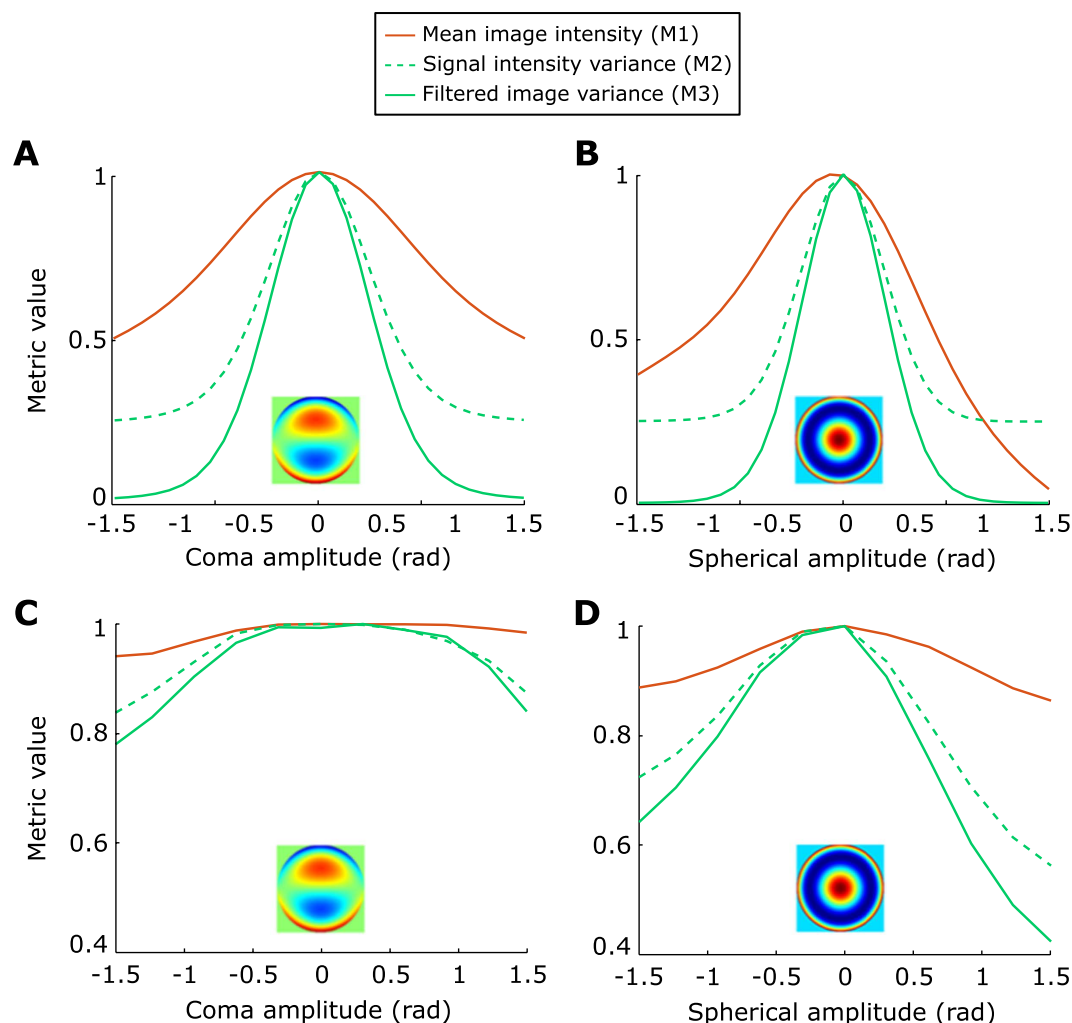 Mean image intensity (M1)
Signal intensity variance (M2)
Filtered image variance (M3)
A
Metric value
1
0.5
0
-1.5 -1 -0.5 0 0.5 1 1.5
Coma amplitude (rad)
B
1
0.5
0
-1.5 -1 -0.5 0 0.5 1 1.5
Spherical amplitude (rad)
C
Metric value
1
0.8
0.6
0.4
-1.5 -1 -0.5 0 0.5 1 1.5
Coma amplitude (rad)
D
1
0.8
0.6
0.4
-1.5 -1 -0.5 0 0.5 1 1.5
Spherical amplitude (rad)